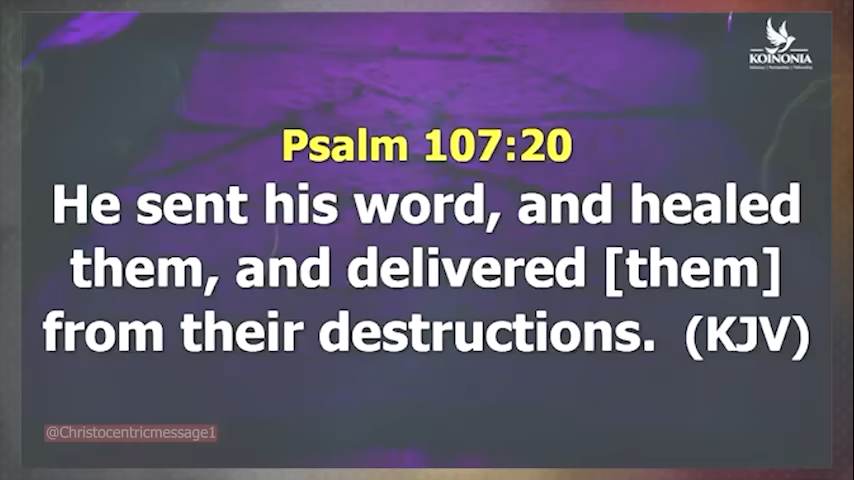 KOINONIA
Psalm 107:20
He sent his word, and healed
them, and delivered [them]
from their destructions. (KJV)
@Christocentricmessage1